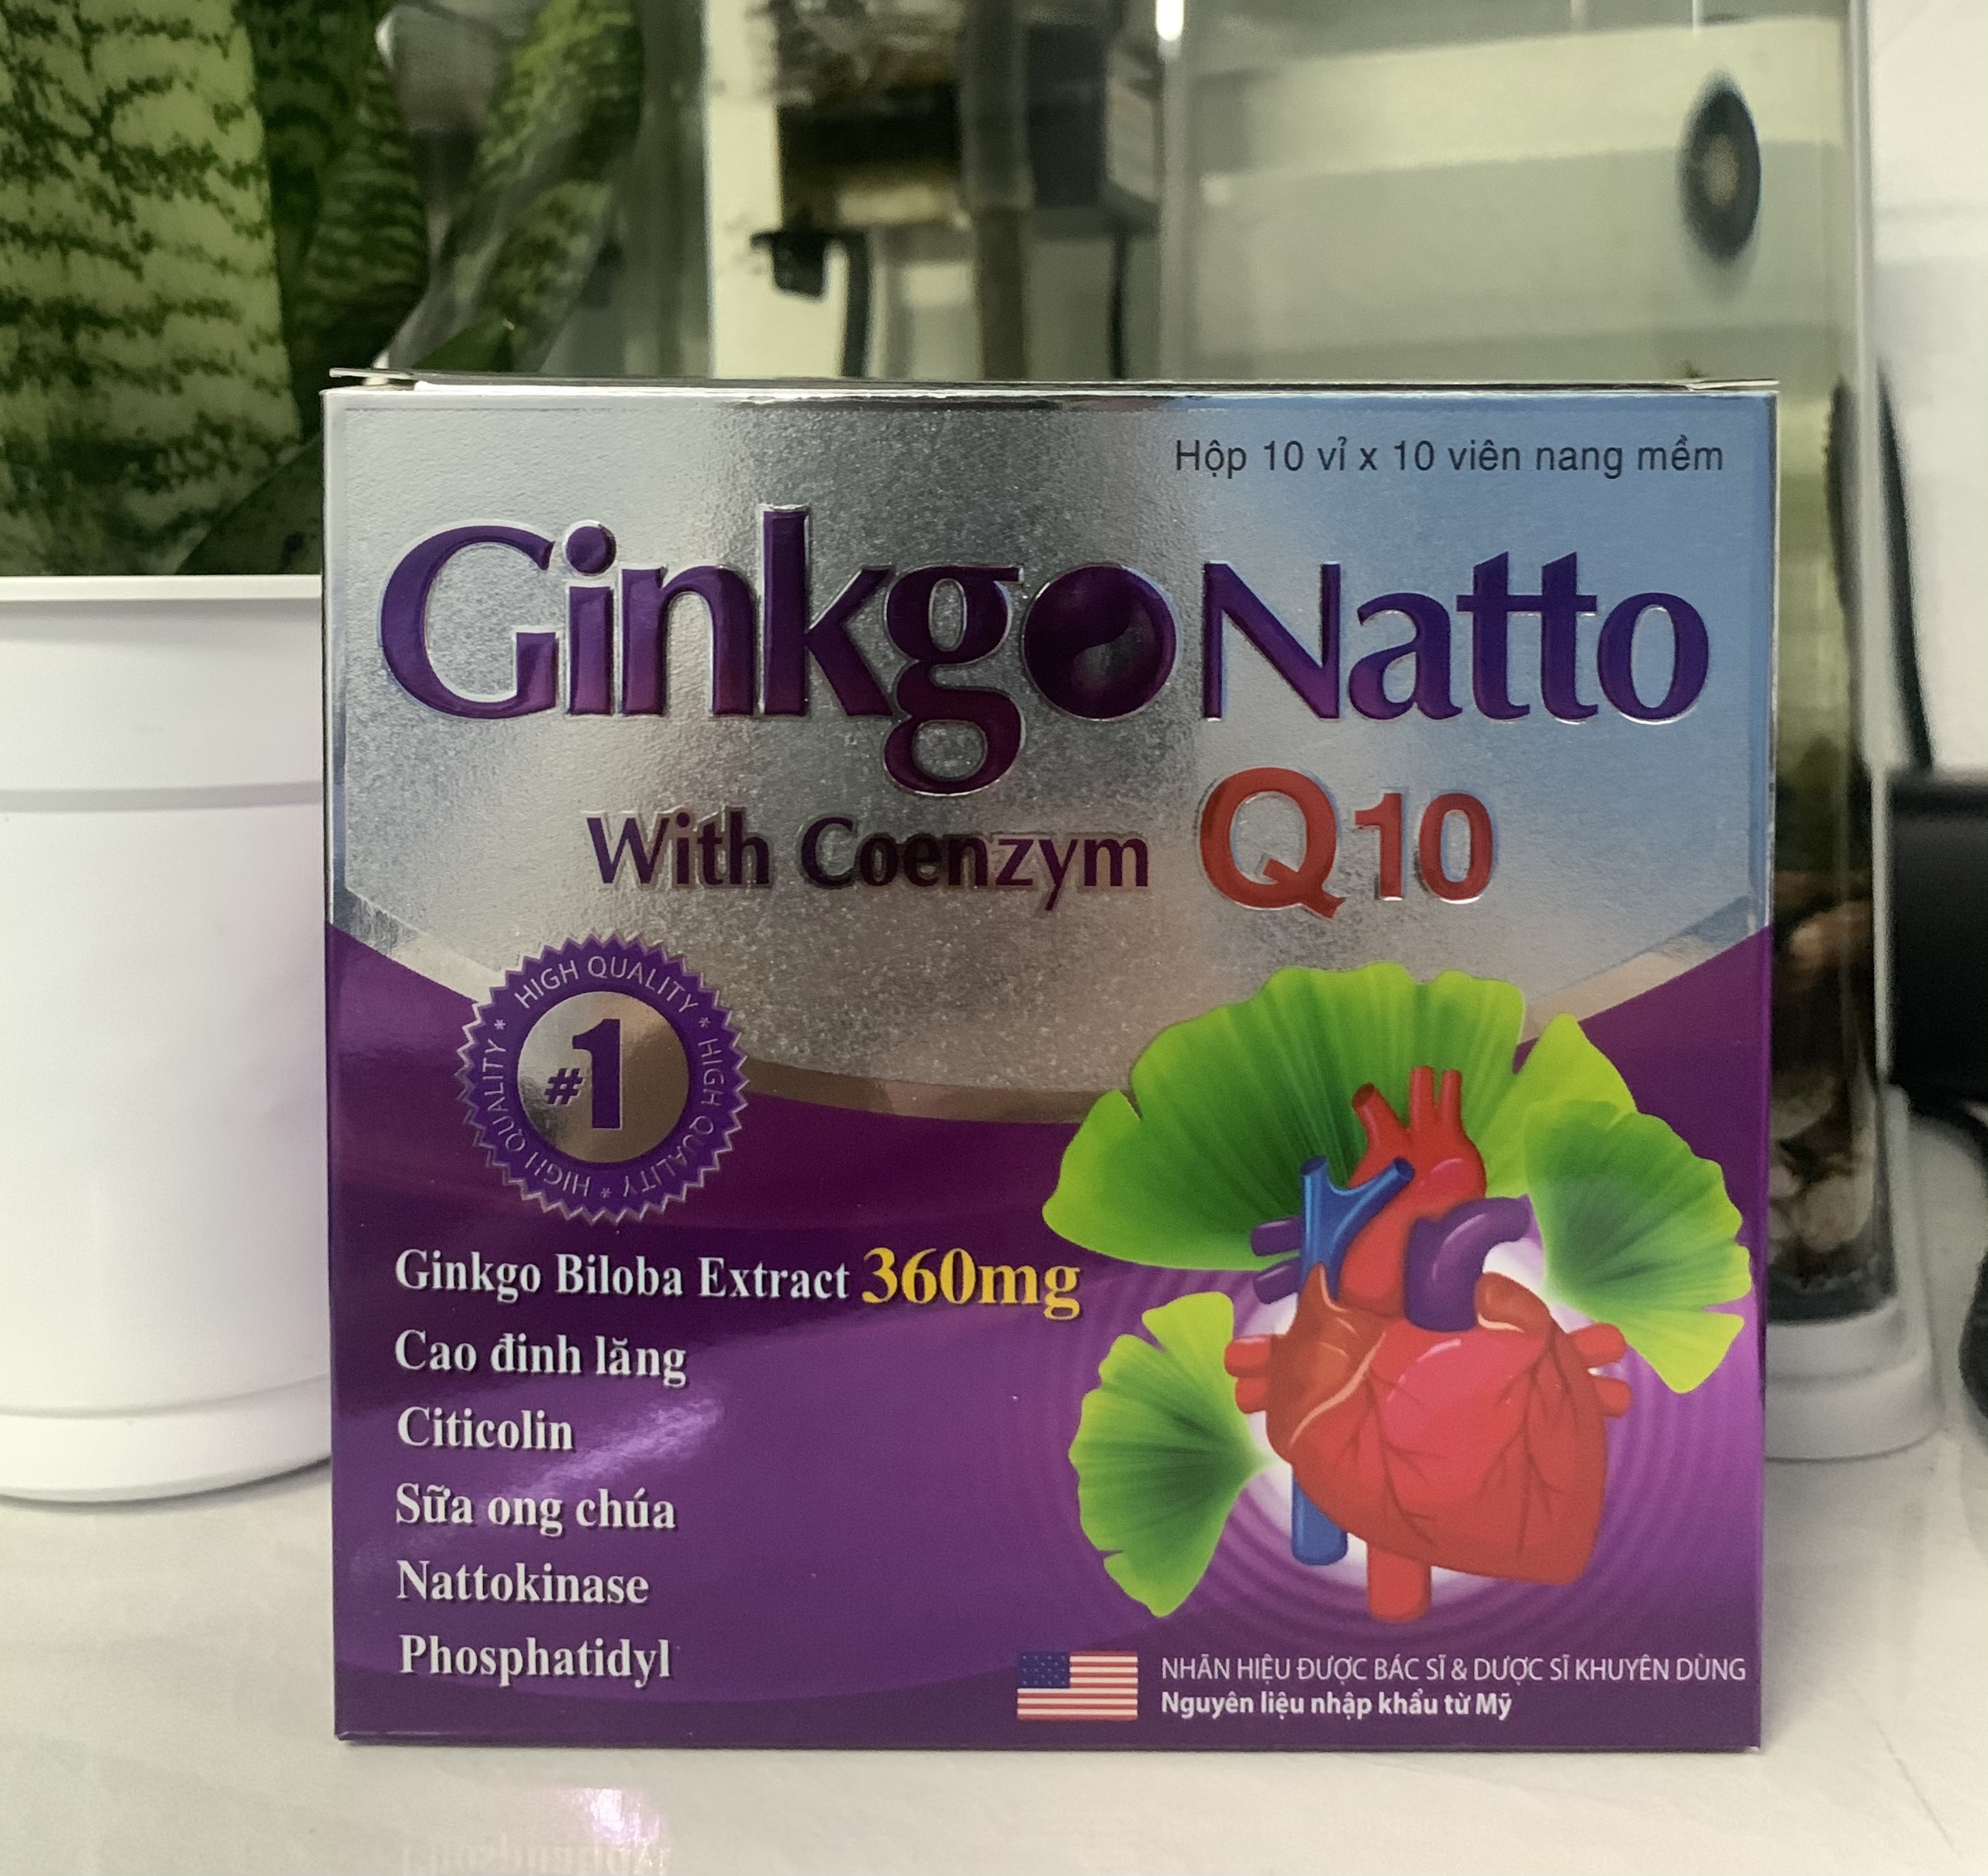 Hộp 10 vỉ x 10 viên nang mềm
GinkgoNatto
With Coenzym Q10
HIGH QUALITY * HIGH QUALITY * HIGH QUALITY *
#1
Ginkgo Biloba Extract 360mg
Cao đinh lăng
Citicolin
Sữa ong chúa
Nattokinase
Phosphatidyl
NHÃN HIỆU ĐƯỢC BÁC SĨ & DƯỢC SĨ KHUYÊN DÙNG
Nguyên liệu nhập khẩu từ Mỹ